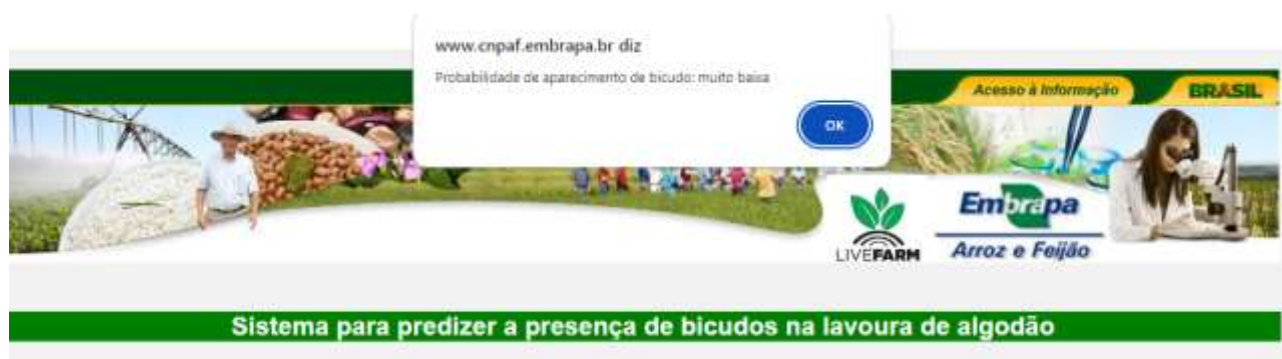 www.cnpaf.embrapa.br diz
Probabilidade de aparecimento de bicudo: muito baixa
OK
Acesso à Informação
BRASIL
LIVEFARM
Embrapa
Arroz e Feijão
Sistema para predizer a presença de bicudos na lavoura de algodão